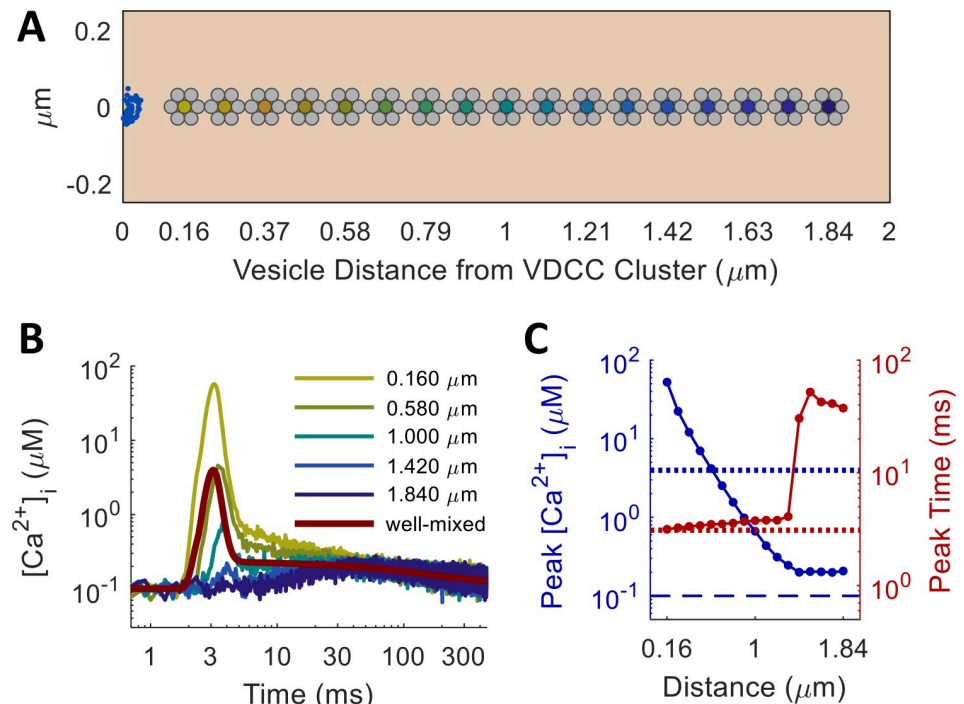 A
0.2
0
-0.2
μm
0 0.16 0.37 0.58 0.79 1 1.21 1.42 1.63 1.84 2
Vesicle Distance from VDCC Cluster (μm)
B
10² 
10¹
10⁰
10⁻¹
[Ca²⁺]ᵢ (μM)
0.160 μm
0.580 μm
1.000 μm
1.420 μm
1.840 μm
well-mixed
1 3 10 30 100 300
Time (ms)
C
10²
10¹
10⁰
10⁻¹
Peak [Ca²⁺]ᵢ (μM)
10²
10¹
10⁰
Peak Time (ms)
0.16 1 1.84
Distance (μm)